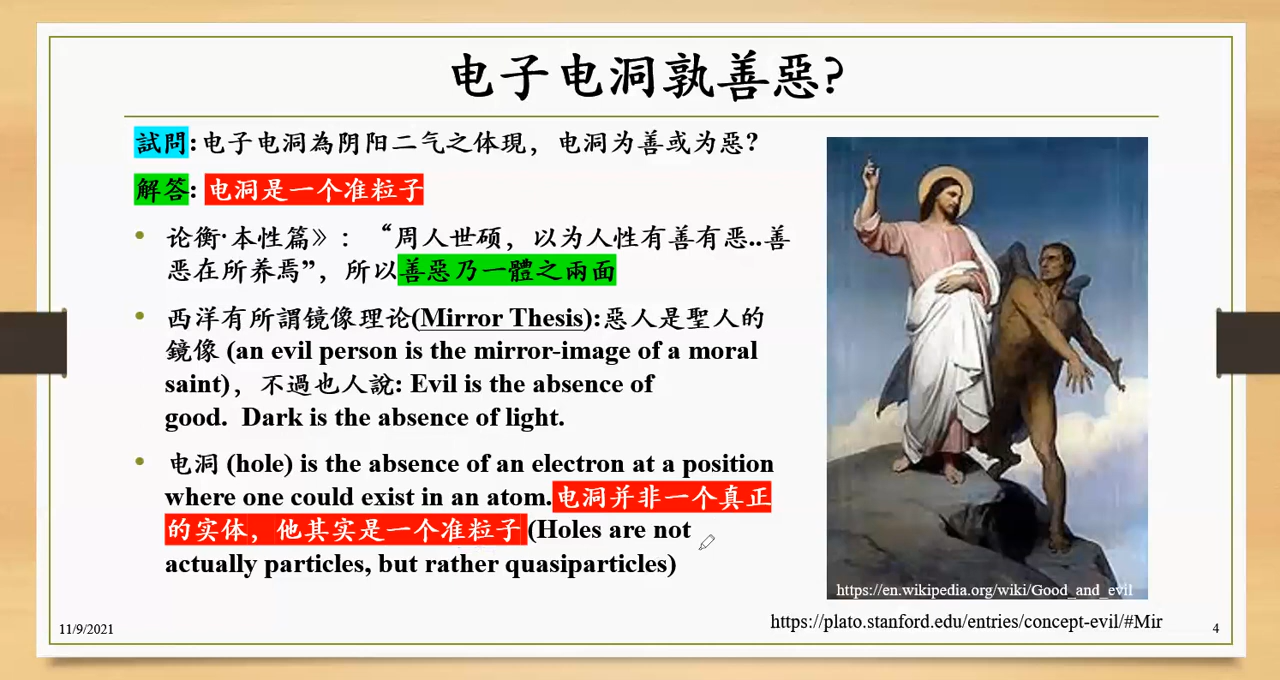 电子电洞孰善惡?
試問:电子电洞為阴阳二气之体現，电洞为善或为惡?
解答: 电洞是一个准粒子
• 论衡·本性篇》：“周人世硕，以为人性有善有恶..善
恶在所养焉”，所以善惡乃一體之兩面
• 西洋有所謂镜像理论(Mirror Thesis):惡人是聖人的
鏡像 (an evil person is the mirror-image of a moral
saint)，不過也人說: Evil is the absence of
good.  Dark is the absence of light.
• 电洞 (hole) is the absence of an electron at a position
where one could exist in an atom.电洞并非一个真正
的实体，他其实是一个准粒子(Holes are not
actually particles, but rather quasiparticles)
https://en.wikipedia.org/wiki/Good_and_evil
https://plato.stanford.edu/entries/concept-evil/#Mir
11/9/2021
4